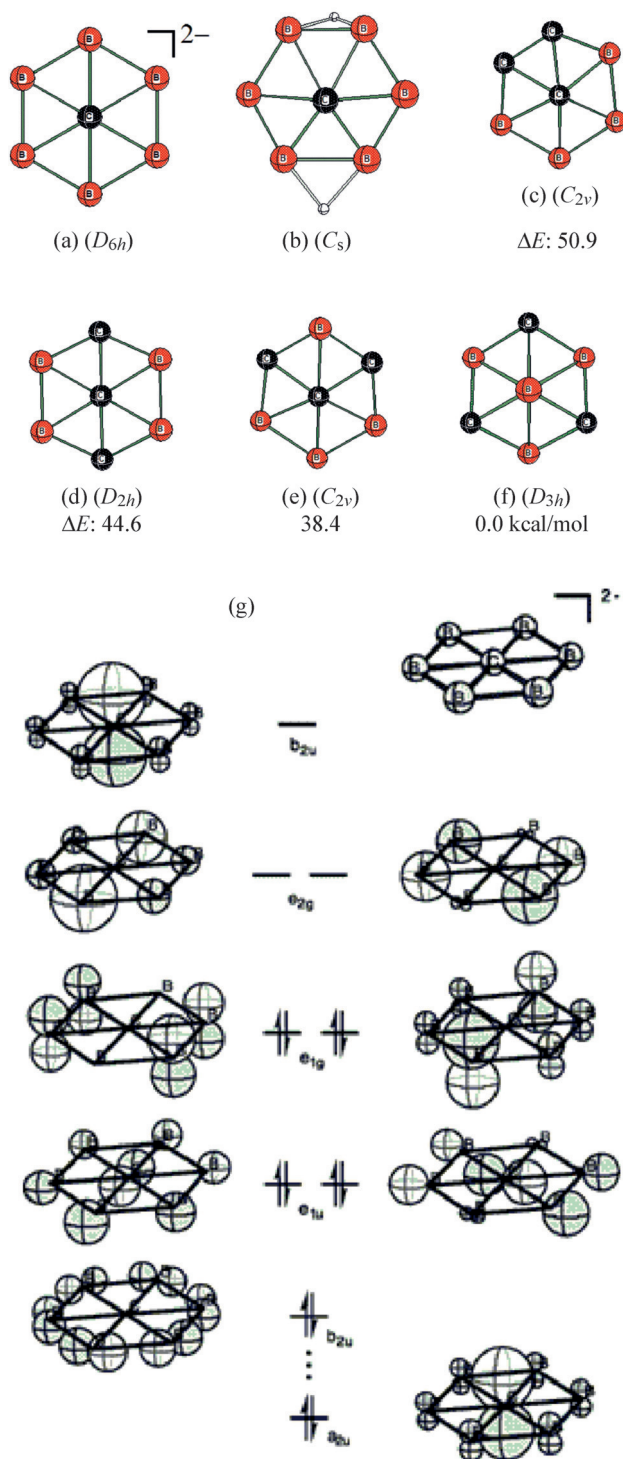 B
2–
B
B
C
B
B
B
(a) (D6h)
B
B
B
C
B
B
B
(b) (Cs)
C
C
B
C
B
B
B
(c) (C2v)
ΔE: 50.9
C
B
B
C
B
B
C
(d) (D2h)
ΔE: 44.6
B
C
C
C
B
B
B
(e) (C2v)
38.4
C
B
B
B
C
C
B
(f) (D3h)
0.0 kcal/mol
(g)
2-
B
B
B
C
B
B
B
b2u
e2g
e1g
e1u
b2u
a2u